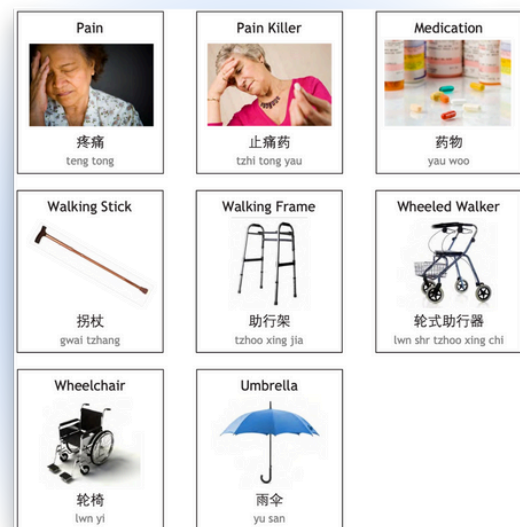 Pain
疼痛
teng tong
Pain Killer
止痛药
tzhi tong yau
Medication
药物
yau woo
Walking Stick
拐杖
gwai tzhang
Walking Frame
助行架
tzhoo xing jia
Wheeled Walker
轮式助行器
lwn shr tzhoo xing chi
Wheelchair
轮椅
lwn yi
Umbrella
雨伞
yu san